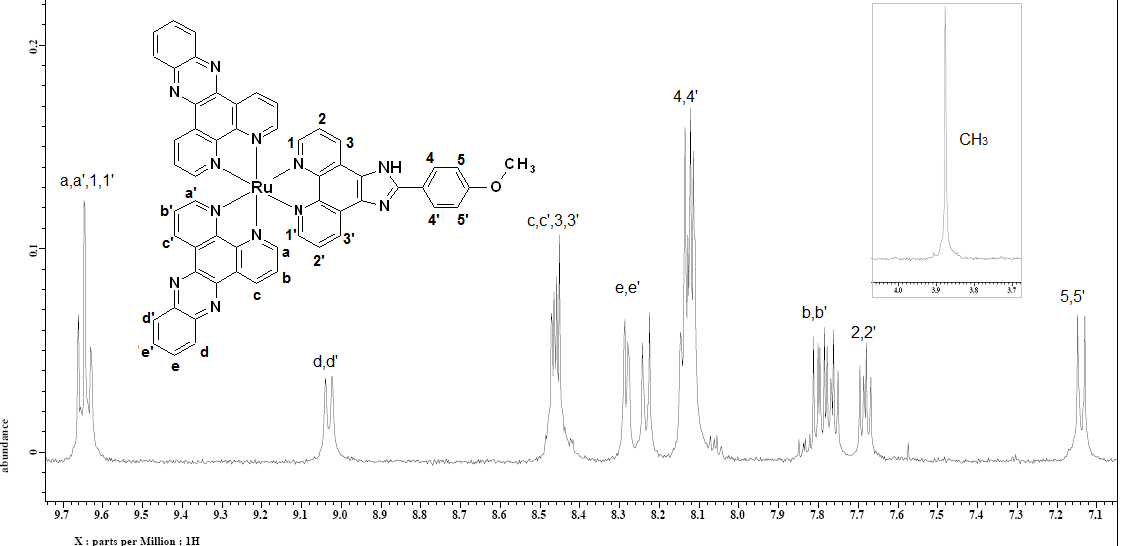 0.2
0.1
0
abundance
a,a',1,1'
d,d'
c,c',3,3'
e,e'
4,4'
b,b'
2,2'
5,5'
CH₃
4.0 3.9 3.8 3.7
N
N
N
N
Ru
N
N
N
N
N
N
NH
N
O
CH₃
1
2
3
1'
2'
3'
4
5
4'
5'
a'
b'
c'
a
b
c
d'
e'
e
d
9.7 9.6 9.5 9.4 9.3 9.2 9.1 9.0 8.9 8.8 8.7 8.6 8.5 8.4 8.3 8.2 8.1 8.0 7.9 7.8 7.7 7.6 7.5 7.4 7.3 7.2 7.1
X : parts per Million : 1H